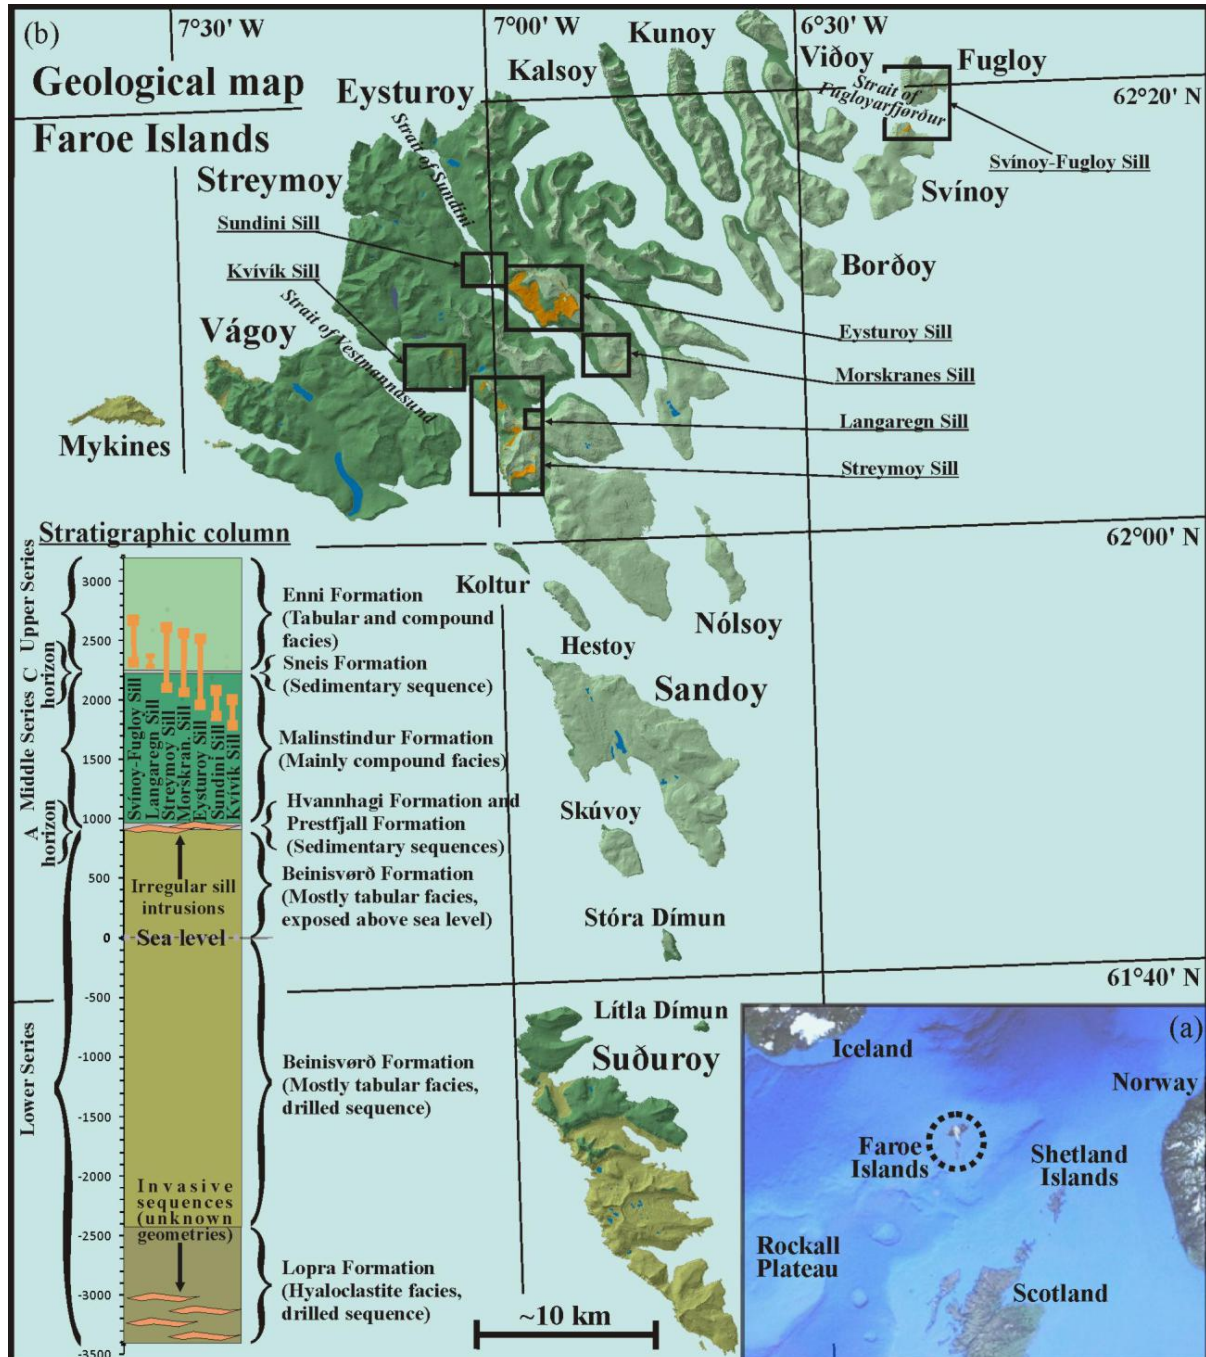 (b)
7°30' W
7°00' W
6°30' W
Geological map
Faroe Islands
Kunoy
Kalsoy
Viðoy
Fugloy
Eysturoy
Strait of
Fugloyarfjørður
62°20' N
Svínoy-Fugloy Sill
Svínoy
Streymoy
Strait of Sundini
Sundini Sill
Kvívík Sill
Borðoy
Vágoy
Strait of Vestmannasund
Eysturoy Sill
Morskranes Sill
Langaregn Sill
Streymoy Sill
Mykines
62°00' N
Koltur
Hestoy
Nólsoy
Sandoy
Skúvoy
Stóra Dímun
61°40' N
Lítla Dímun
Suðuroy
~10 km
Stratigraphic column
Upper Series
C
horizon
Middle Series
A
horizon
Lower Series
3000
2500
2000
1500
1000
500
0
-500
-1000
-1500
-2000
-2500
-3000
-3500
Svínoy-Fugloy Sill
Langaregn Sill
Streymoy Sill
Morskran. Sill
Eysturoy Sill
Sundini Sill
Kvívík Sill
Irregular sill
intrusions
Sea level
Invasive
sequences
(unknown
geometries)
Enni Formation
(Tabular and compound
facies)
Sneis Formation
(Sedimentary sequence)
Malinstindur Formation
(Mainly compound facies)
Hvannhagi Formation and
Prestfjall Formation
(Sedimentary sequences)
Beinisvørð Formation
(Mostly tabular facies,
exposed above sea level)
Beinisvørð Formation
(Mostly tabular facies,
drilled sequence)
Lopra Formation
(Hyaloclastite facies,
drilled sequence)
(a)
Iceland
Norway
Faroe
Islands
Shetland
Islands
Rockall
Plateau
Scotland